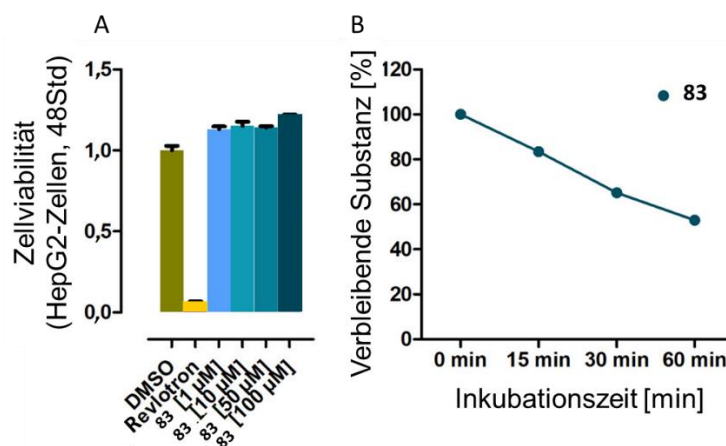 A
Zellviabilität
(HepG2-Zellen, 48Std)
1,5
1,0
0,5
0,0
DMSO
Revlotron
83 [1 µM]
83 [10 µM]
83 [50 µM]
83 [100 µM]
B
Verbleibende Substanz [%]
120
100
80
60
40
20
0
83
0 min
15 min
30 min
60 min
Inkubationszeit [min]